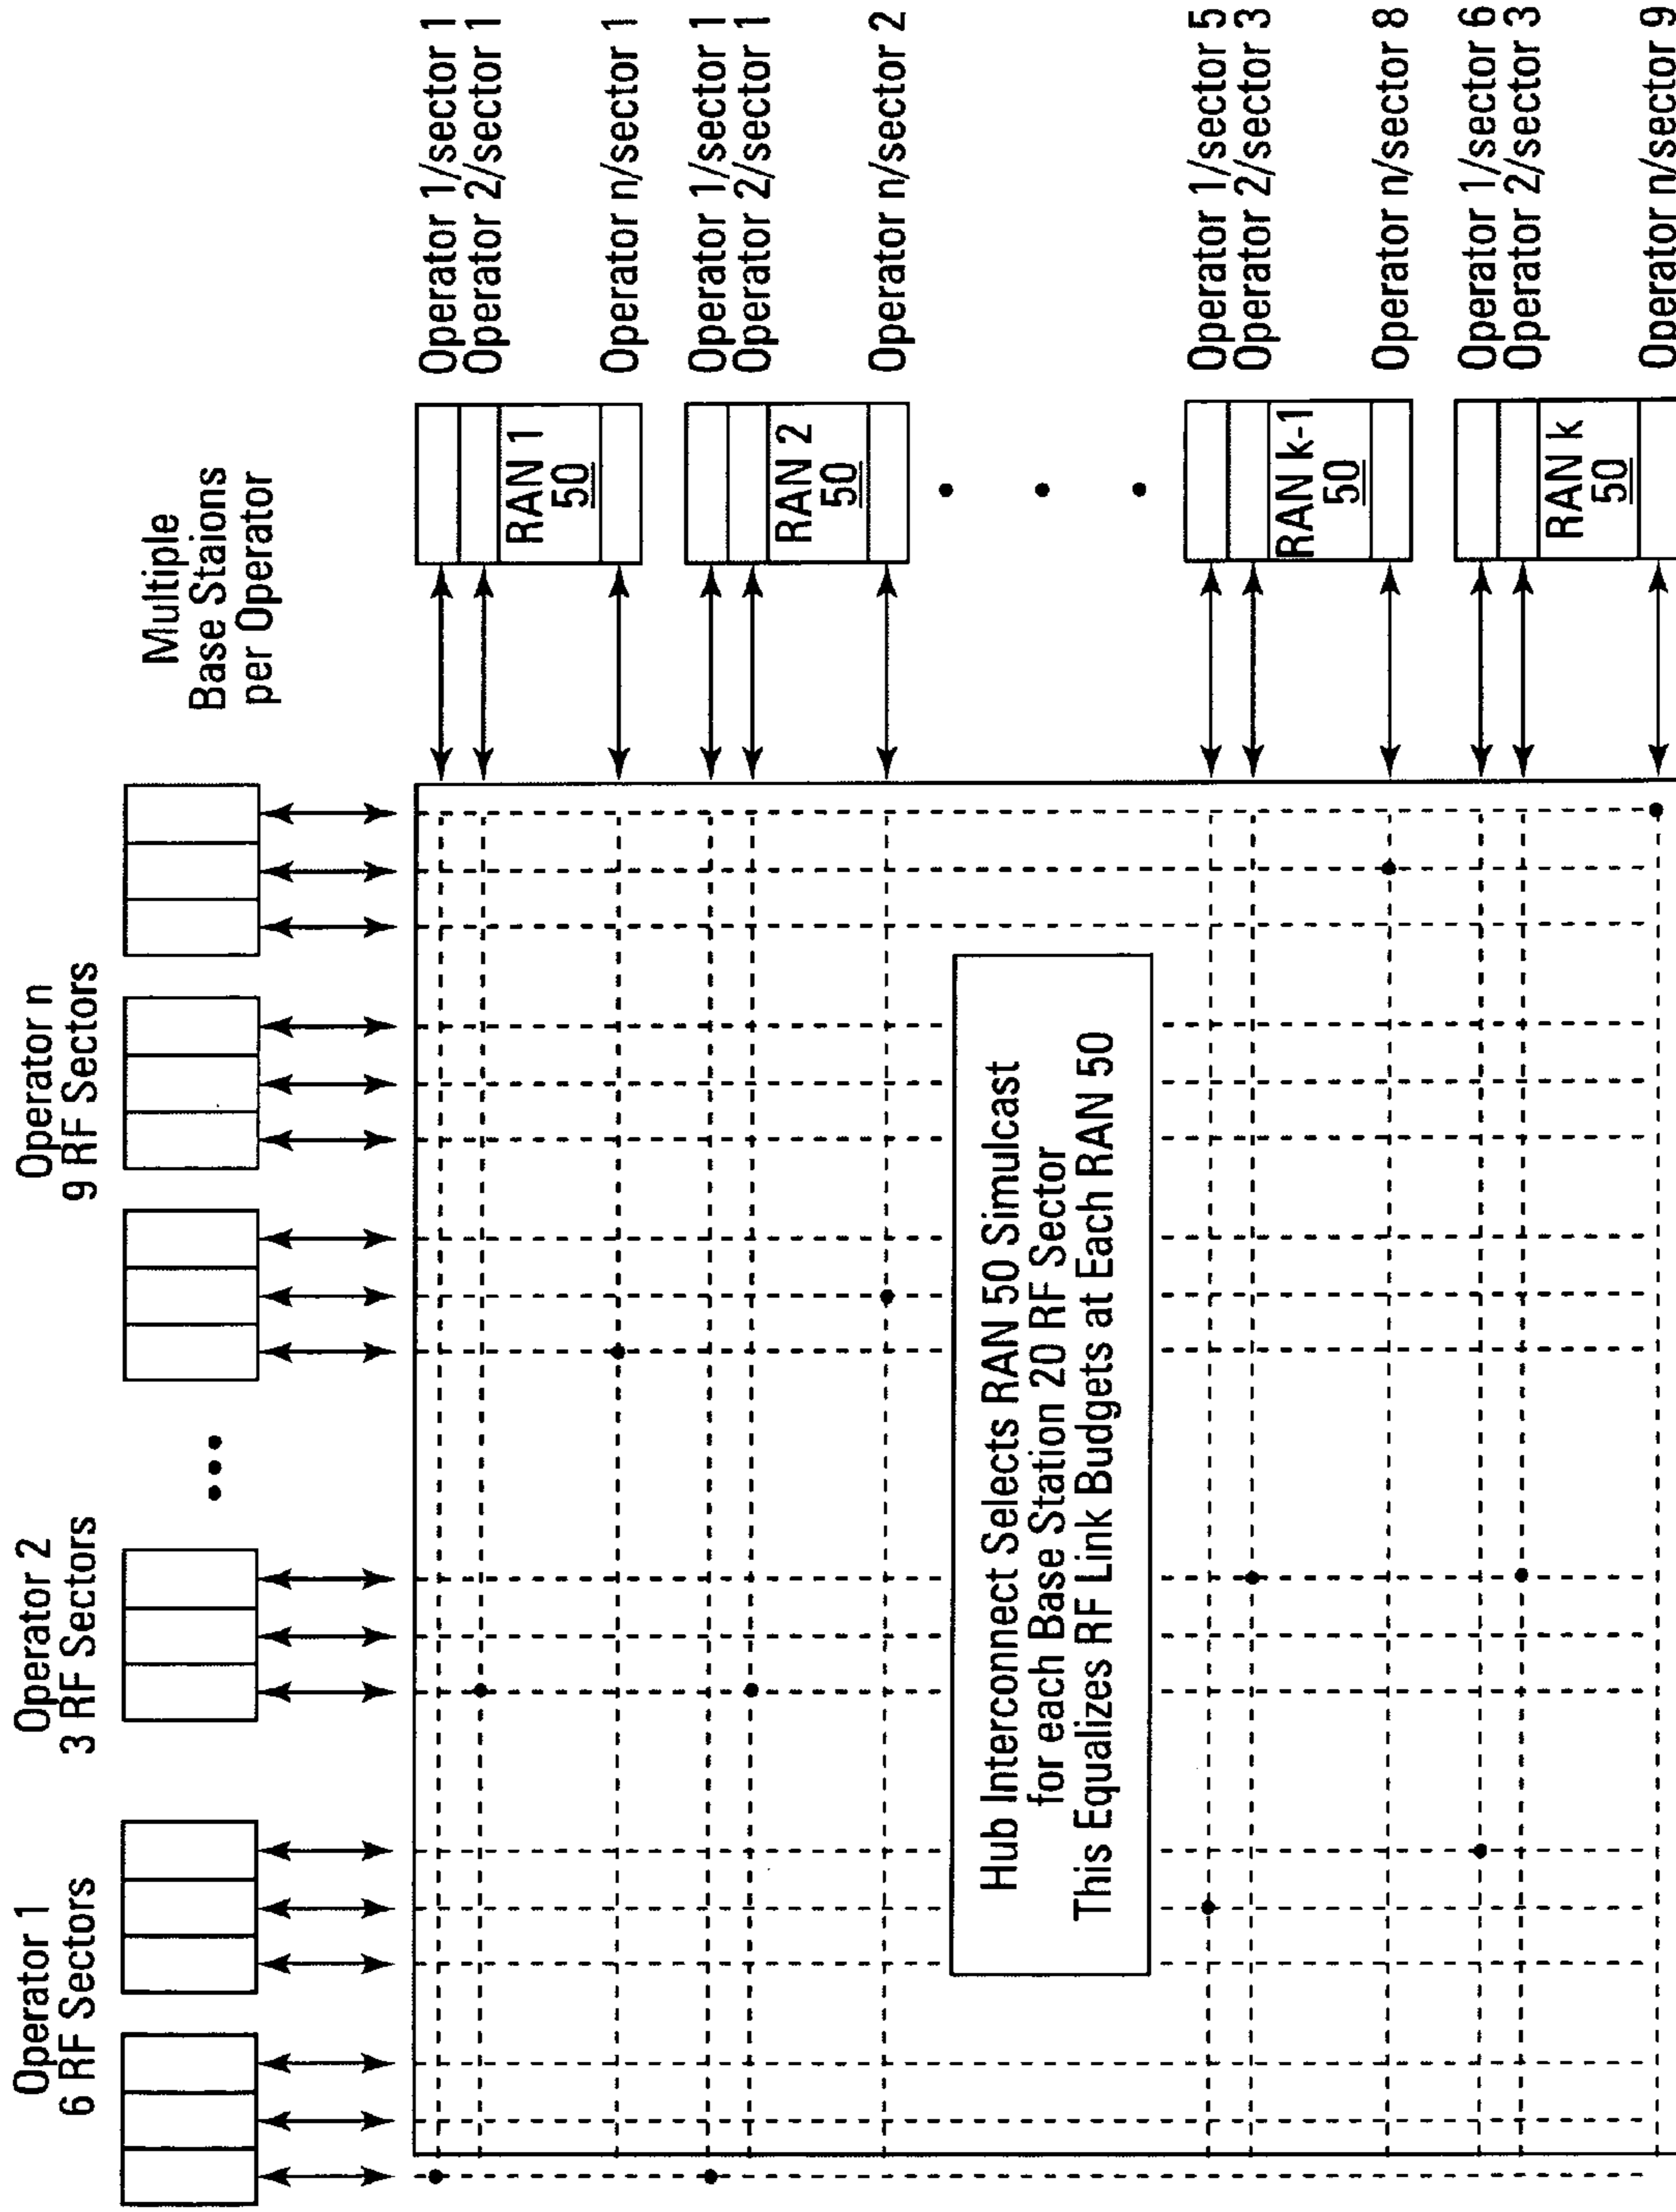 Multiple
Base Staions
per Operator
Operator 1
6 RF Sectors
Operator 2
3 RF Sectors
Operator n
9 RF Sectors
RAN 1
50
Operator 1/sector 1
Operator 2/sector 1
Operator n/sector 1
RAN 2
50
Operator 1/sector 1
Operator 2/sector 1
Operator n/sector 2
RAN k-1
50
Operator 1/sector 5
Operator 2/sector 3
Operator n/sector 8
RAN k
50
Operator 1/sector 6
Operator 2/sector 3
Operator n/sector 9
Hub Interconnect Selects RAN 50 Simulcast
for each Base Station 20 RF Sector
This Equalizes RF Link Budgets at Each RAN 50